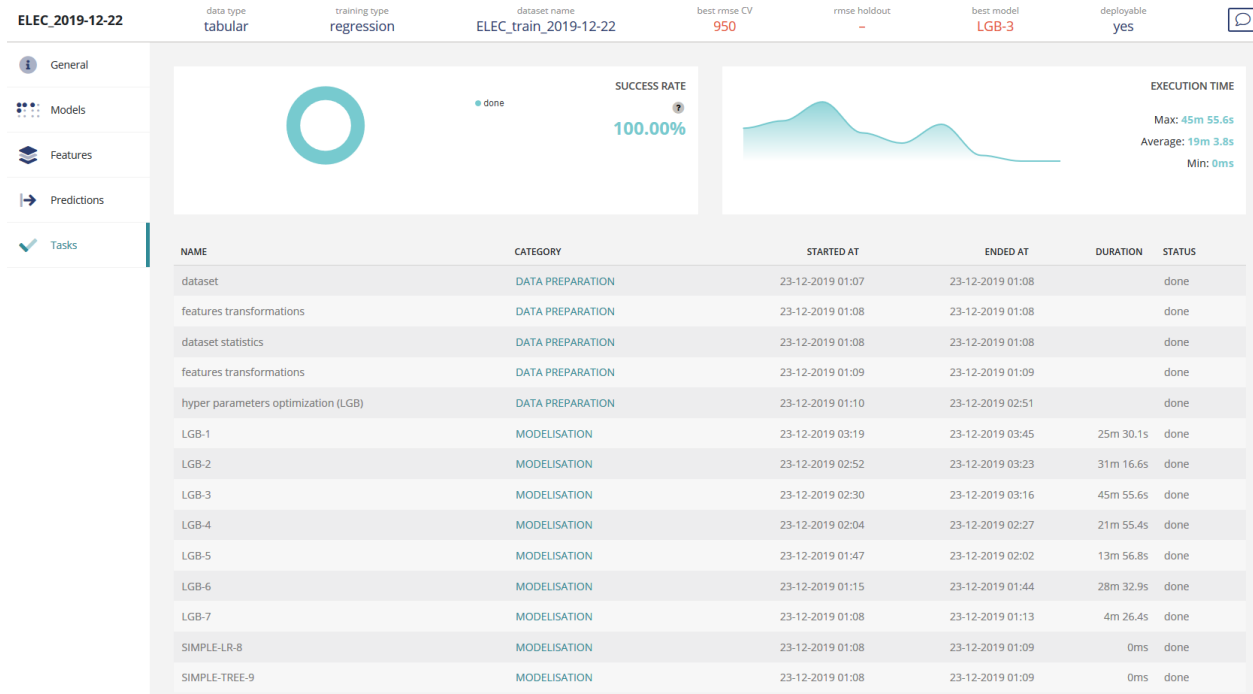 ELEC_2019-12-22
data type training type dataset name best rmse CV rmse holdout best model deployable
tabular regression ELEC_train_2019-12-22 950 – LGB-3 yes
General
Models
Features
Predictions
Tasks
SUCCESS RATE
done
?
100.00%
EXECUTION TIME
Max: 45m 55.6s
Average: 19m 3.8s
Min: 0ms
NAME CATEGORY STARTED AT ENDED AT DURATION STATUS
dataset DATA PREPARATION 23-12-2019 01:07 23-12-2019 01:08 done
features transformations DATA PREPARATION 23-12-2019 01:08 23-12-2019 01:08 done
dataset statistics DATA PREPARATION 23-12-2019 01:08 23-12-2019 01:08 done
features transformations DATA PREPARATION 23-12-2019 01:09 23-12-2019 01:09 done
hyper parameters optimization (LGB) DATA PREPARATION 23-12-2019 01:10 23-12-2019 02:51 done
LGB-1 MODELISATION 23-12-2019 03:19 23-12-2019 03:45 25m 30.1s done
LGB-2 MODELISATION 23-12-2019 02:52 23-12-2019 03:23 31m 16.6s done
LGB-3 MODELISATION 23-12-2019 02:30 23-12-2019 03:16 45m 55.6s done
LGB-4 MODELISATION 23-12-2019 02:04 23-12-2019 02:27 21m 55.4s done
LGB-5 MODELISATION 23-12-2019 01:47 23-12-2019 02:02 13m 56.8s done
LGB-6 MODELISATION 23-12-2019 01:15 23-12-2019 01:44 28m 32.9s done
LGB-7 MODELISATION 23-12-2019 01:08 23-12-2019 01:13 4m 26.4s done
SIMPLE-LR-8 MODELISATION 23-12-2019 01:08 23-12-2019 01:09 0ms done
SIMPLE-TREE-9 MODELISATION 23-12-2019 01:08 23-12-2019 01:09 0ms done